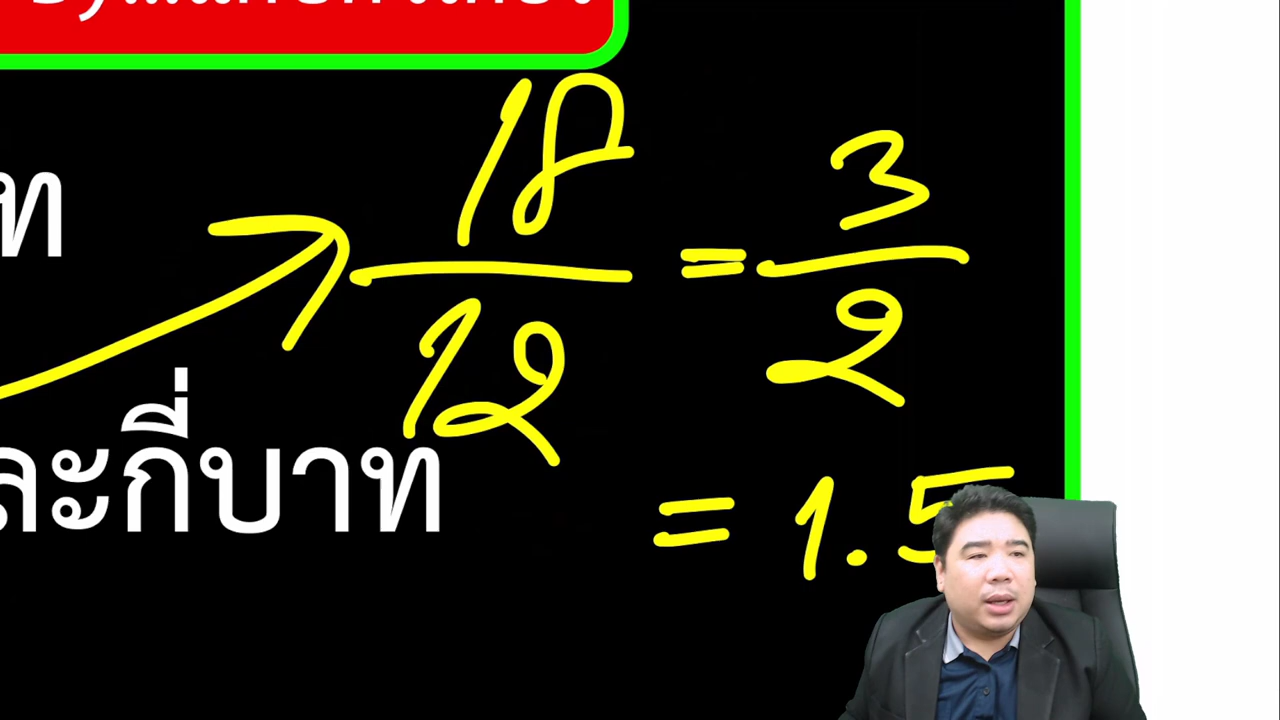 18/12 = 3/2
ท
ละกี่บาท
= 1.5